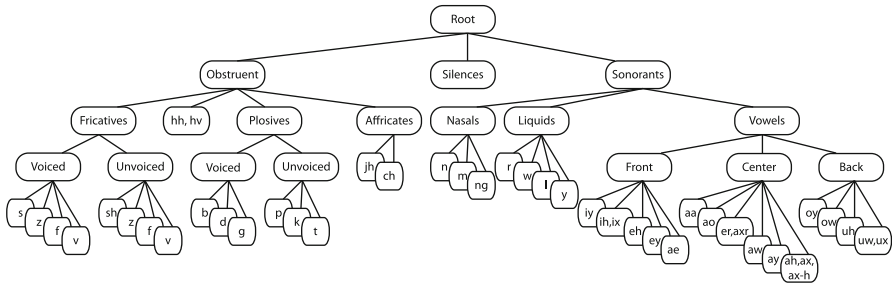 Root
Obstruent Silences Sonorants
Fricatives hh, hv Plosives Affricates Nasals Liquids Vowels
Voiced Unvoiced Voiced Unvoiced jh ch n m ng r w l y Front Center Back
s z f v sh z f v b d g p k t iy ih,ix eh ey ae aa ao er,axr aw ay ah,ax, oy ow uh uw,ux
ax-h